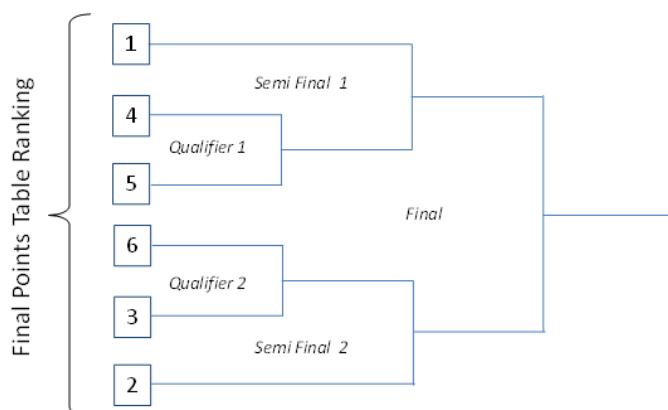 Final Points Table Ranking
1
Semi Final 1
4
Qualifier 1
5
Final
6
Qualifier 2
3
Semi Final 2
2